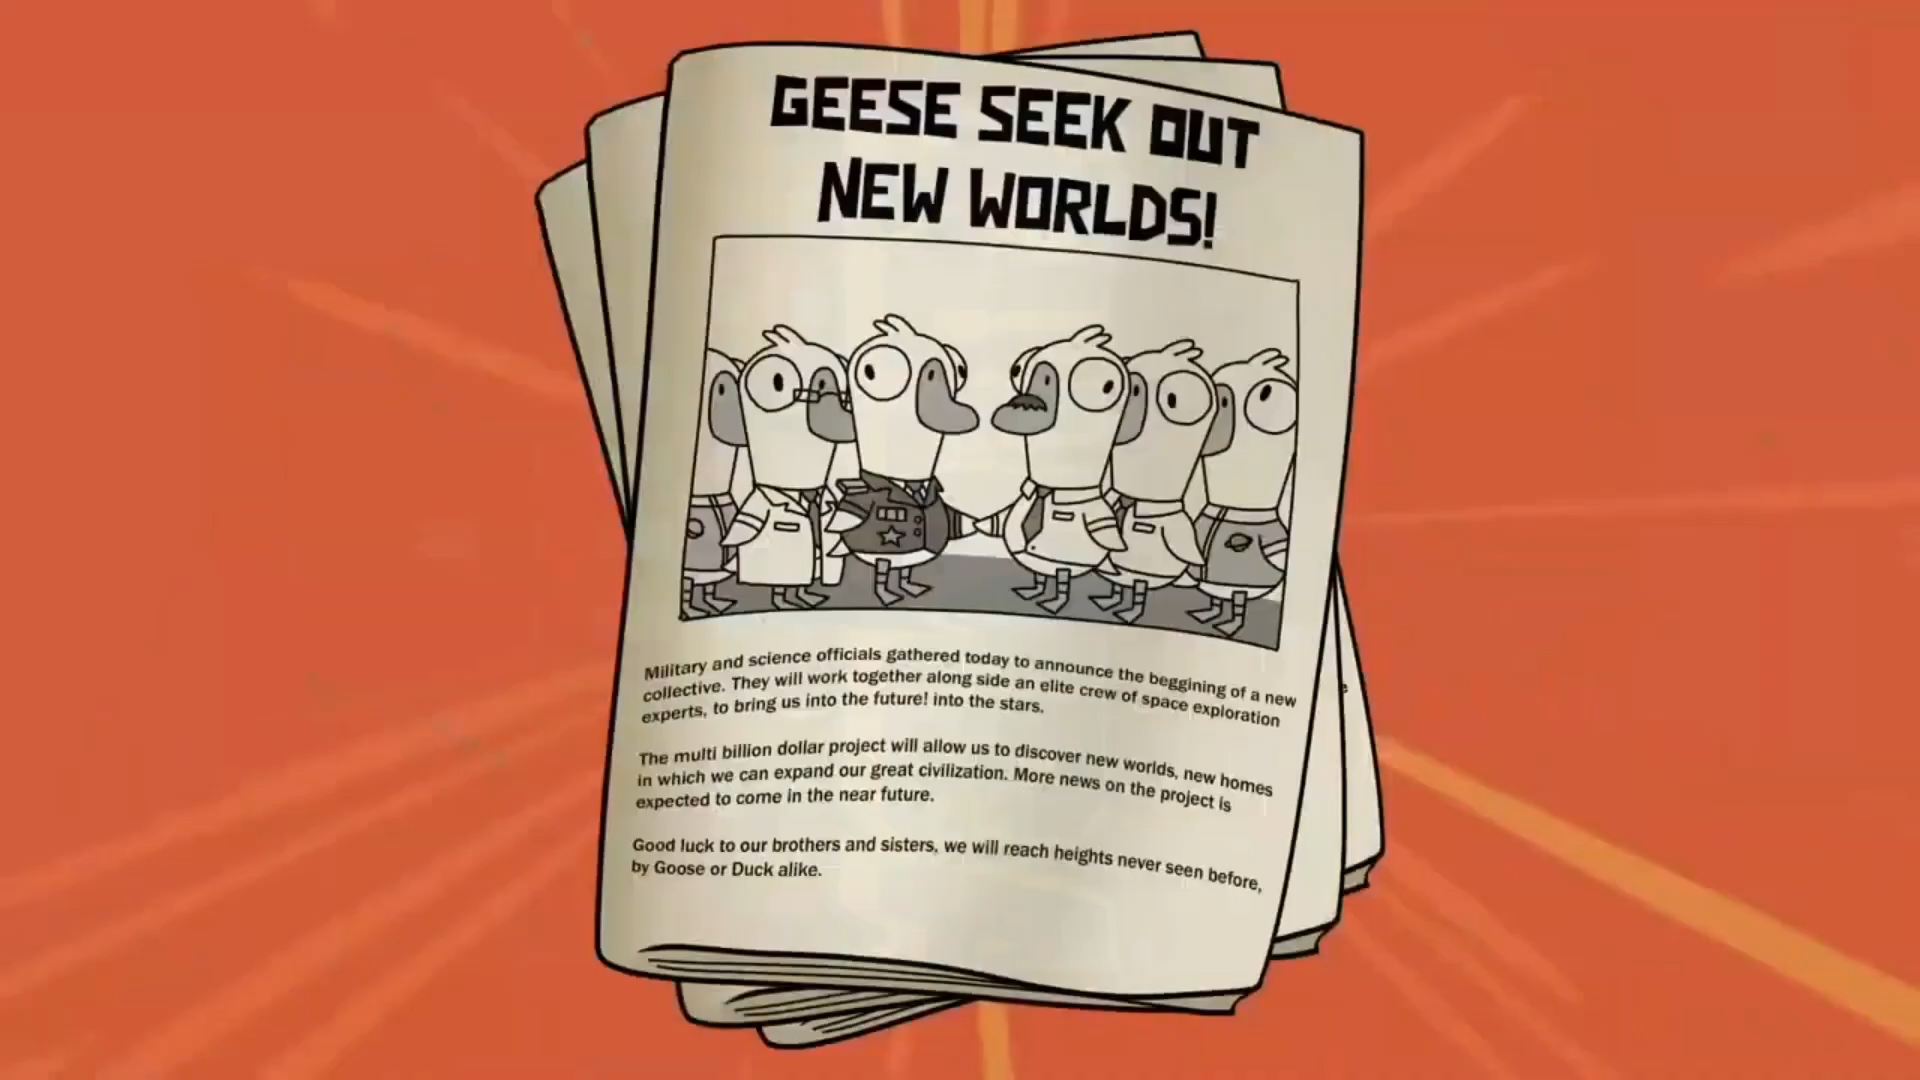 GEESE SEEK OUT
NEW WORLDS!
Military and science officials gathered today to announce the beggining of a new
collective. They will work together along side an elite crew of space exploration
experts, to bring us into the future! into the stars.
The multi billion dollar project will allow us to discover new worlds, new homes
in which we can expand our great civilization. More news on the project is
expected to come in the near future.
Good luck to our brothers and sisters, we will reach heights never seen before,
by Goose or Duck alike.